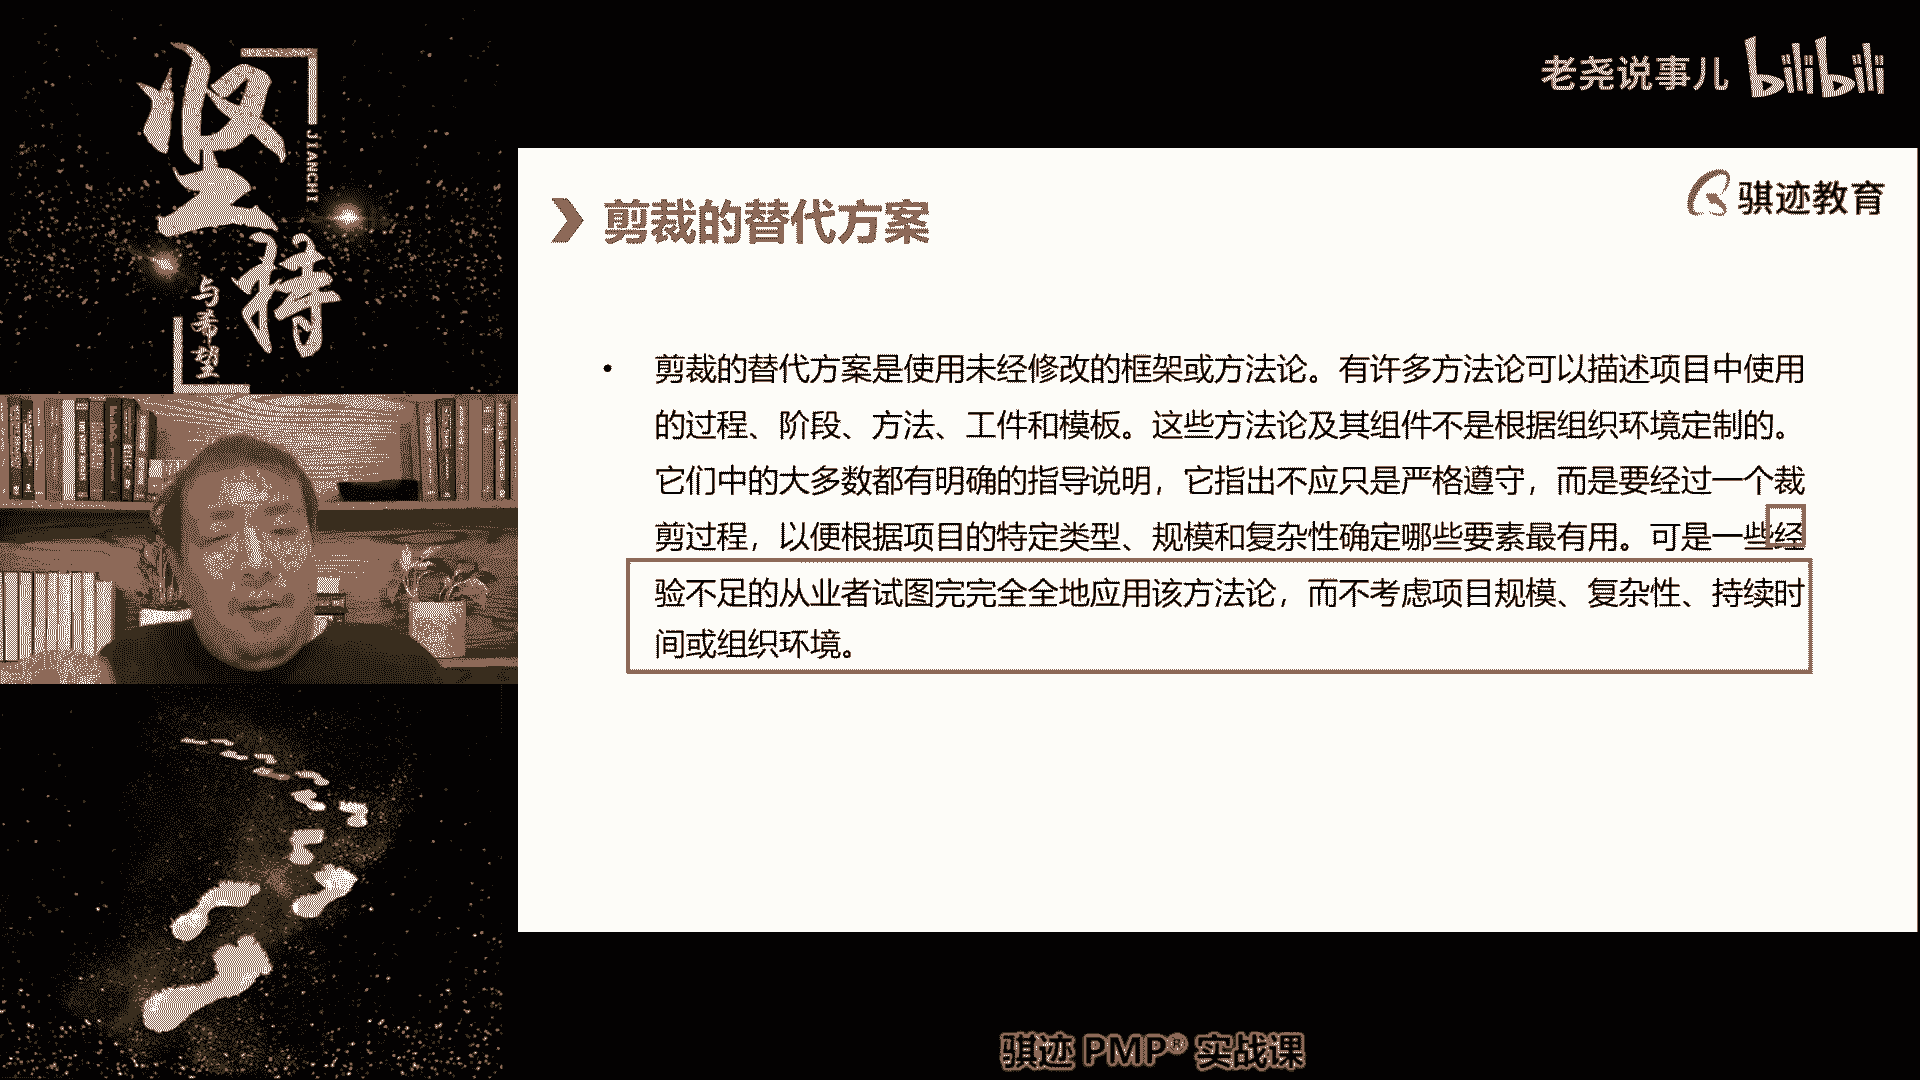 坚持
JIANCHI
与希望
老尧说事儿 bilibili
骐迹教育
剪裁的替代方案
• 剪裁的替代方案是使用未经修改的框架或方法论。有许多方法论可以描述项目中使用
的过程、阶段、方法、工件和模板。这些方法论及其组件不是根据组织环境定制的。
它们中的大多数都有明确的指导说明，它指出不应只是严格遵守，而是要经过一个裁
剪过程，以便根据项目的特定类型、规模和复杂性确定哪些要素最有用。可是一些经
验不足的从业者试图完完全全地应用该方法论，而不考虑项目规模、复杂性、持续时
间或组织环境。
骐迹 PMP® 实战课